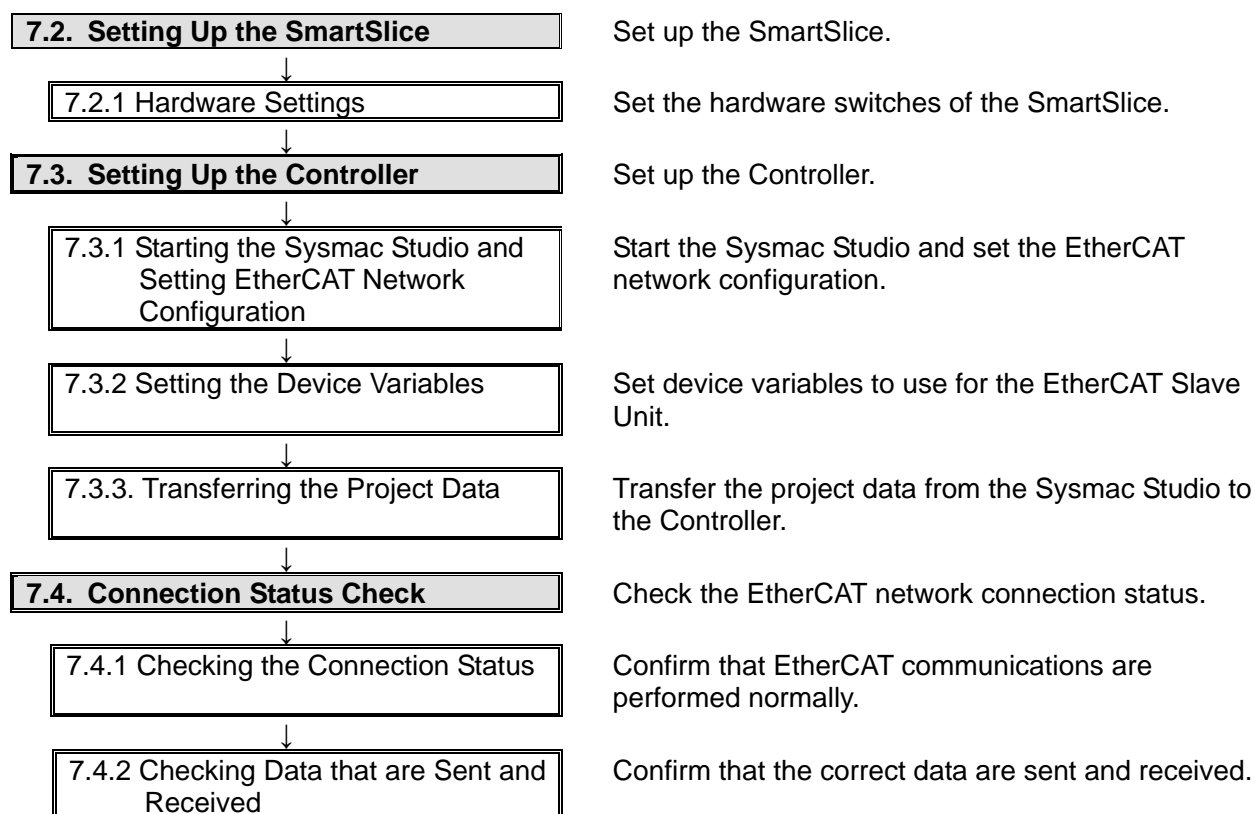 7.2. Setting Up the SmartSlice
Set up the SmartSlice.
↓
7.2.1 Hardware Settings
Set the hardware switches of the SmartSlice.
↓
7.3. Setting Up the Controller
Set up the Controller.
↓
7.3.1 Starting the Sysmac Studio and
Setting EtherCAT Network
Configuration
Start the Sysmac Studio and set the EtherCAT
network configuration.
↓
7.3.2 Setting the Device Variables
Set device variables to use for the EtherCAT Slave
Unit.
↓
7.3.3. Transferring the Project Data
Transfer the project data from the Sysmac Studio to
the Controller.
↓
7.4. Connection Status Check
Check the EtherCAT network connection status.
↓
7.4.1 Checking the Connection Status
Confirm that EtherCAT communications are
performed normally.
↓
7.4.2 Checking Data that are Sent and
Received
Confirm that the correct data are sent and received.